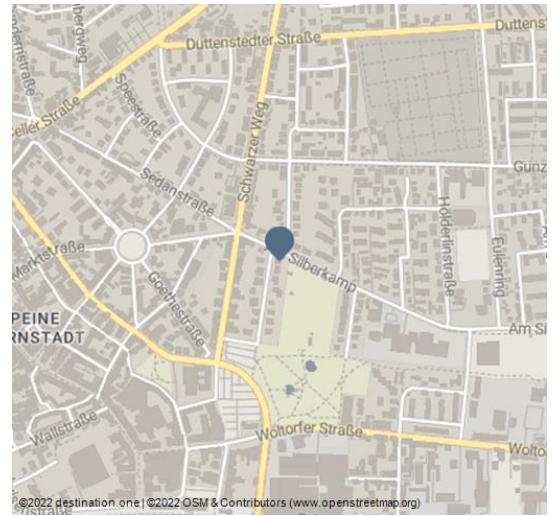 Duttenstedter Straße
Duttenst
Speestraße
Celler Straße
Schwarzer Weg
Gunz
Sedanstraße
Hölderlinstraße
Eulenring
Marktstraße
Silberkamp
Goethestraße
PEINE
RNSTADT
Am Si
Wallstraße
Woltorfer Straße
Woltor
©2022 destination.one | ©2022 OSM & Contributors (www.openstreetmap.org)